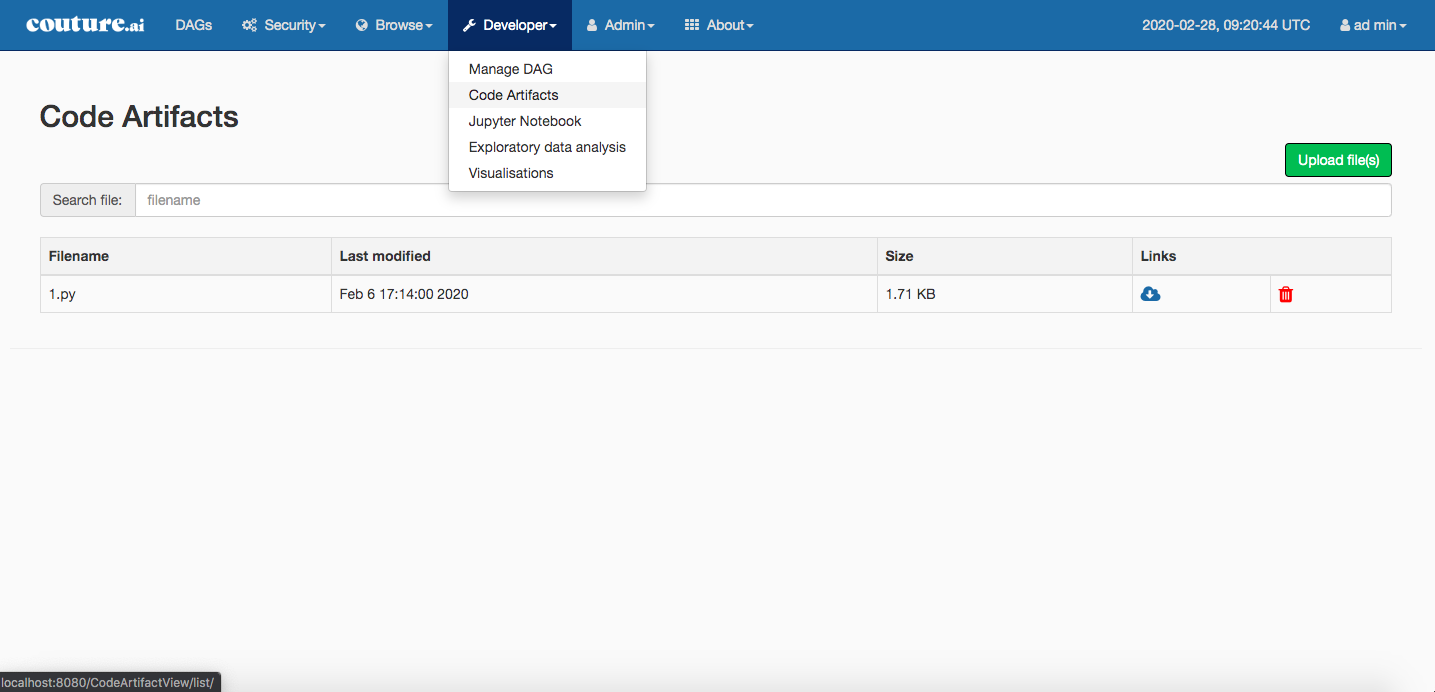 couture.ai DAGs Security Browse Developer Admin About 2020-02-28, 09:20:44 UTC ad min
Manage DAG
Code Artifacts
Jupyter Notebook
Exploratory data analysis
Visualisations
Code Artifacts
Upload file(s)
Search file: filename
Filename Last modified Size Links
1.py Feb 6 17:14:00 2020 1.71 KB
localhost:8080/CodeArtifactView/list/